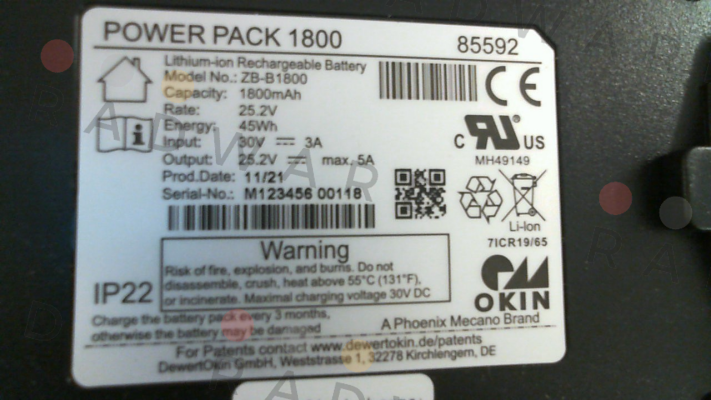 POWER PACK 1800
85592
Lithium-ion Rechargeable Battery
Model No.: ZB-B1800
Capacity: 1800mAh
Rate: 25.2V
Energy: 45Wh
Input: 30V 3A
Output: 25.2V max. 5A
Prod.Date: 11/21
Serial-No.: M123456 00118
CE
C RU US
MH49149
Li-Ion
7ICR19/65
IP22
Warning
Risk of fire, explosion, and burns. Do not
disassemble, crush, heat above 55°C (131°F),
or incinerate. Maximal charging voltage 30V DC
OKIN
A Phoenix Mecano Brand
Charge the battery pack every 3 months,
otherwise the battery may be damaged
For Patents contact www.dewertokin.de/patents
DewertOkin GmbH, Weststrasse 1, 32278 Kirchlengern, DE